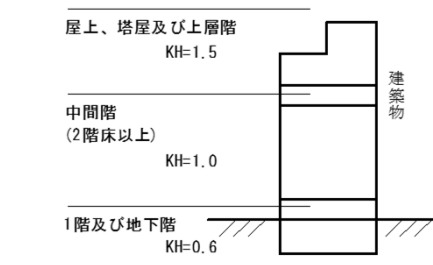 屋上、塔屋及び上層階
KH=1.5
中間階
(2階床以上)
KH=1.0
1階及び地下階
KH=0.6
建築物